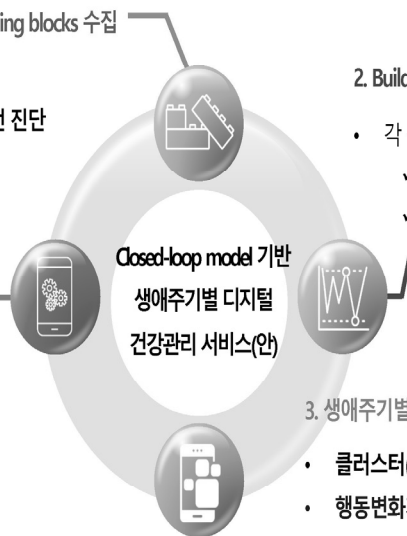 ing blocks 수집
진단
2. Build
• 각
Closed-loop model 기반
생애주기별 디지털
건강관리 서비스(안)
3. 생애주기별
• 클러스터(
• 행동변화